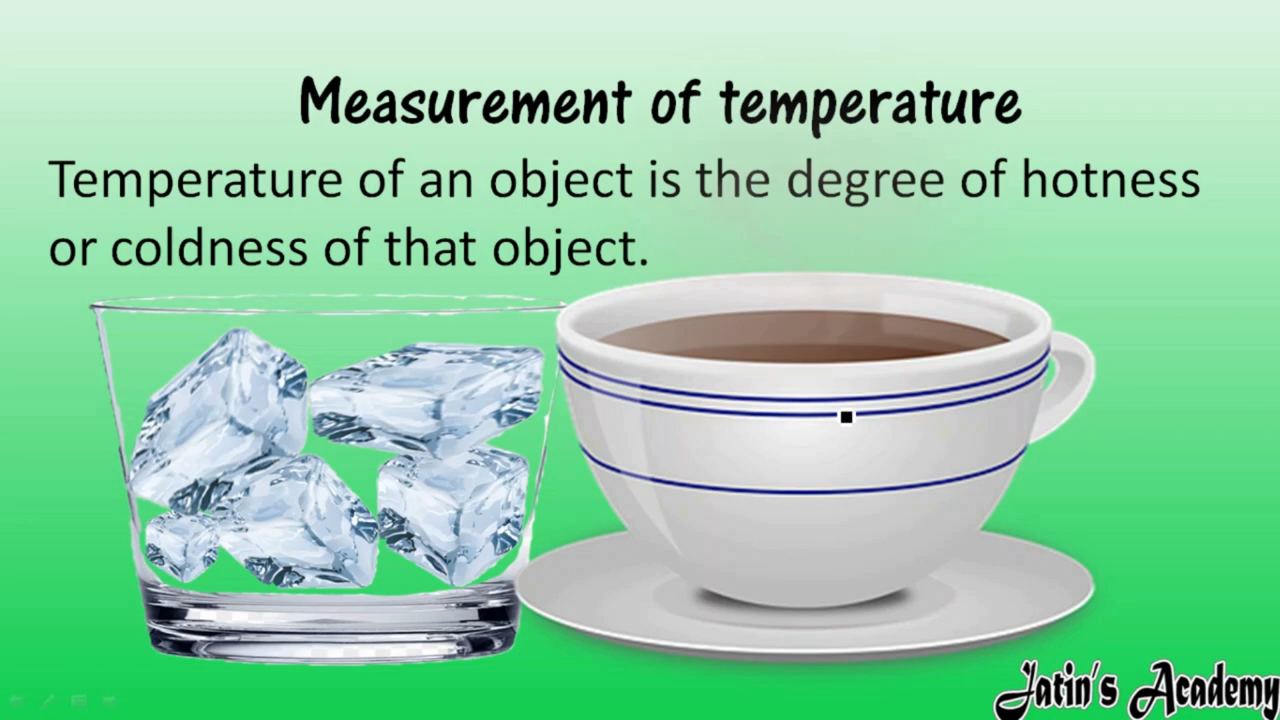 Measurement of temperature
Temperature of an object is the degree of hotness
or coldness of that object.
Jatin's Academy